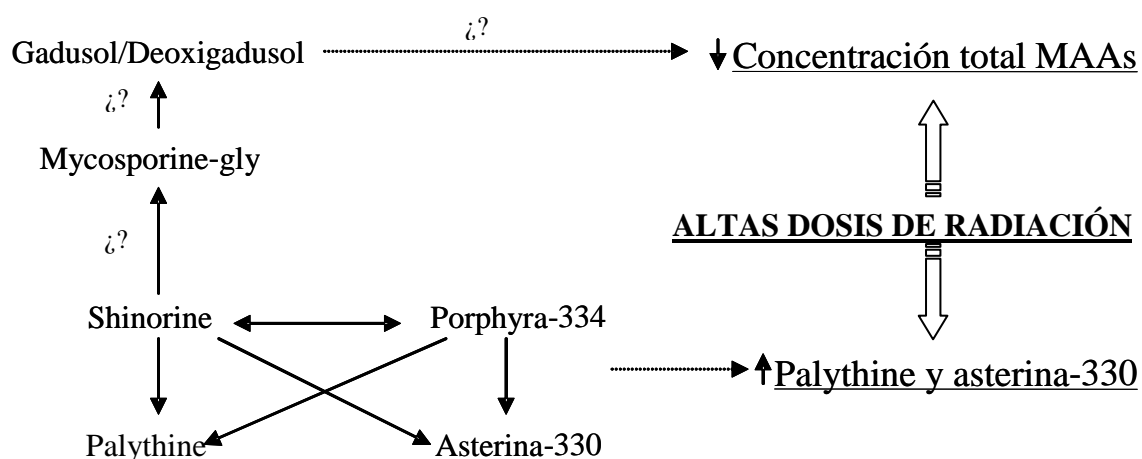 ¿?
Gadusol/Deoxigadusol
Concentración total MAAs
¿?
Mycosporine-gly
ALTAS DOSIS DE RADIACIÓN
¿?
Shinorine
Porphyra-334
Palythine y asterina-330
Palythine
Asterina-330